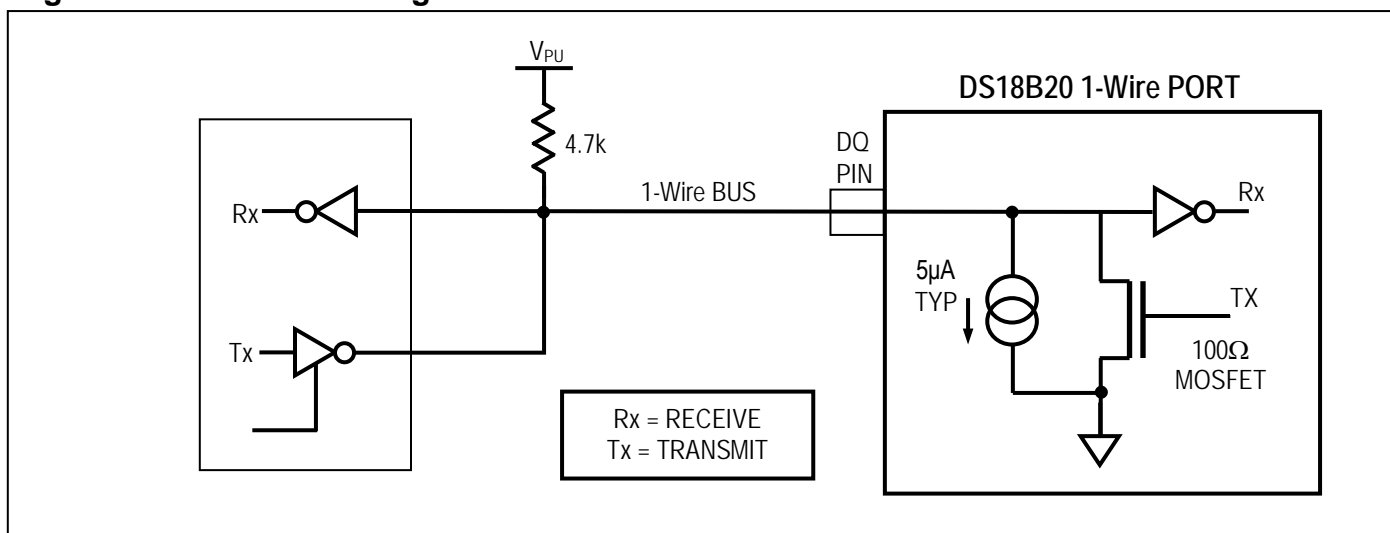 V_PU
4.7k
DS18B20 1-Wire PORT
DQ
PIN
1-Wire BUS
Rx
Rx
5µA
TYP
TX
100Ω
MOSFET
Tx
Rx = RECEIVE
Tx = TRANSMIT